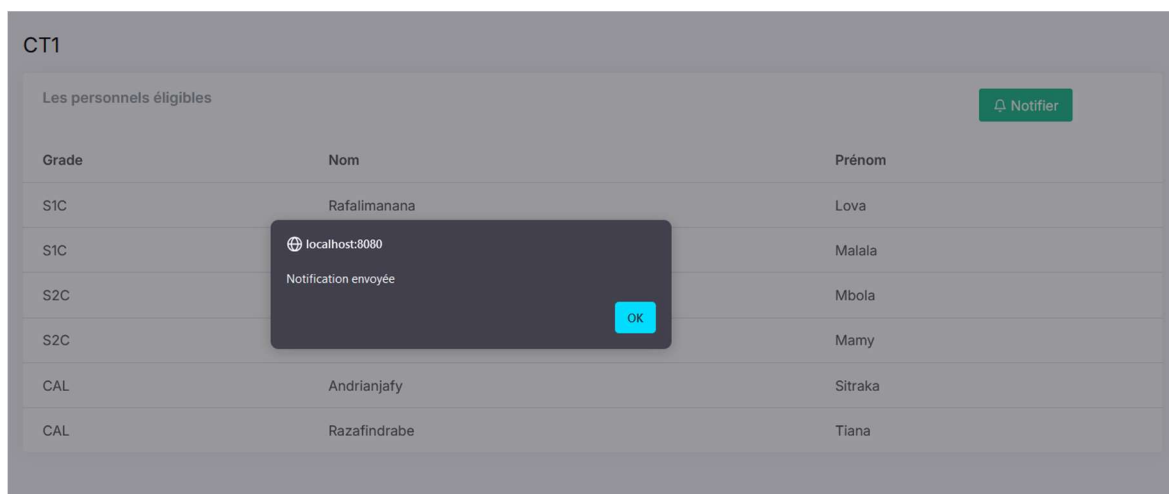 CT1
Les personnels éligibles
Notifier
Grade Nom Prénom
S1C Rafalimanana Lova
S1C Malala
S2C Mbola
S2C Mamy
CAL Andrianjafy Sitraka
CAL Razafindrabe Tiana
localhost:8080
Notification envoyée
OK